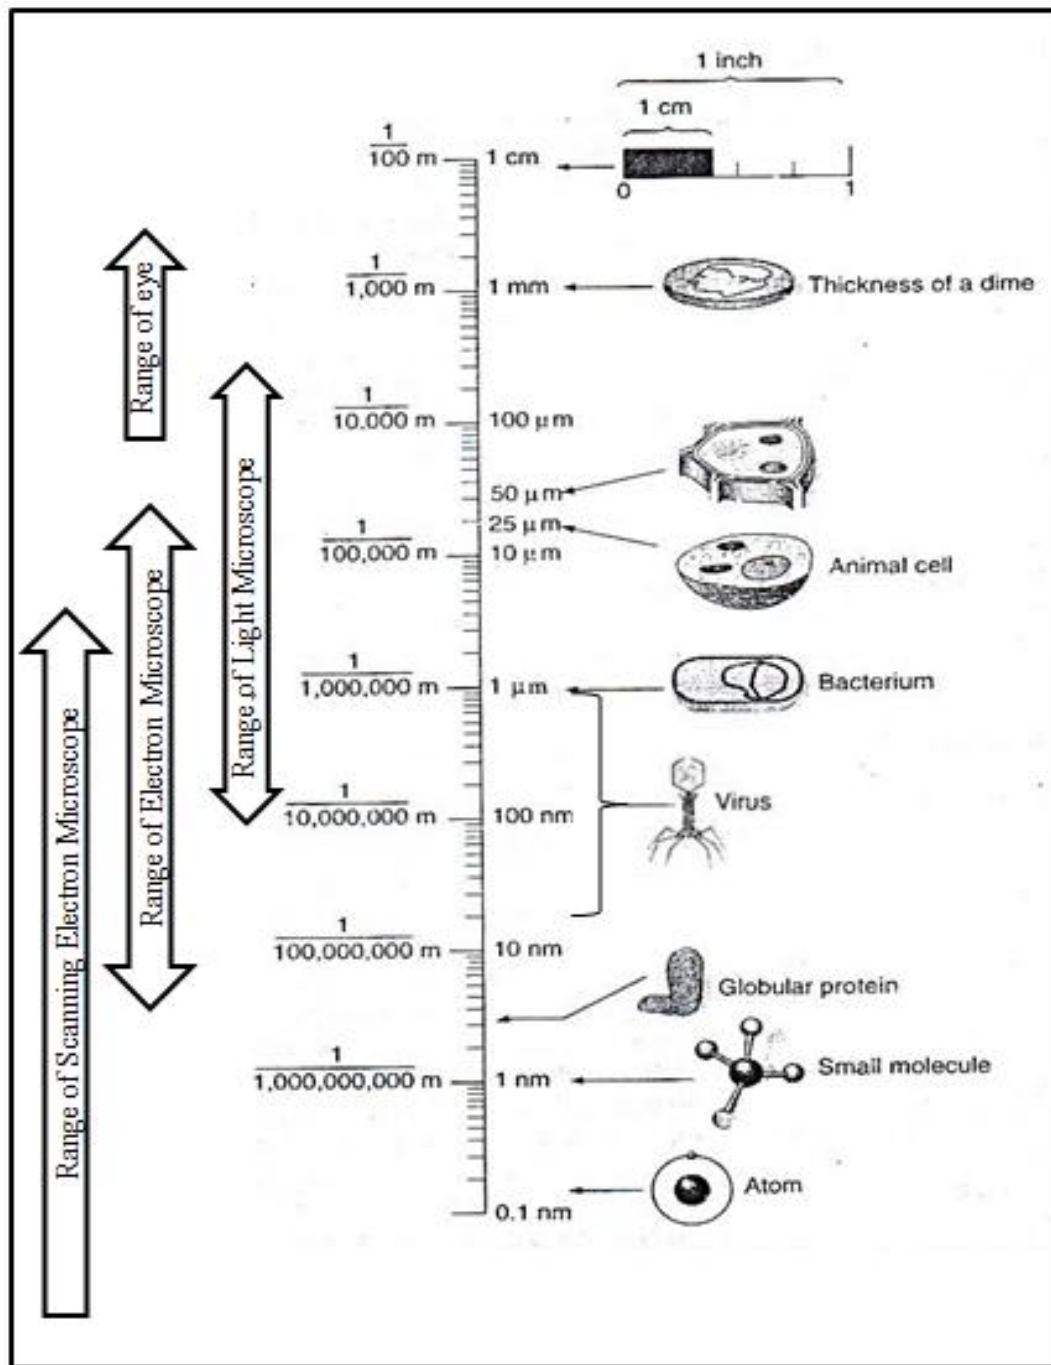 1 inch
1 cm
1
100 m
1 cm
0
1
1
1,000 m
1 mm
Thickness of a dime
1
10.000 m
100 µm
50 µm
25 µm
1
100,000 m
10 µm
Animal cell
1
1,000,000 m
1 µm
Bacterium
1
10,000,000 m
100 nm
Virus
1
100,000,000 m
10 nm
Globular protein
1
1,000,000,000 m
1 nm
Small molecule
Atom
0.1 nm
Range of eye
Range of Light Microscope
Range of Electron Microscope
Range of Scanning Electron Microscope